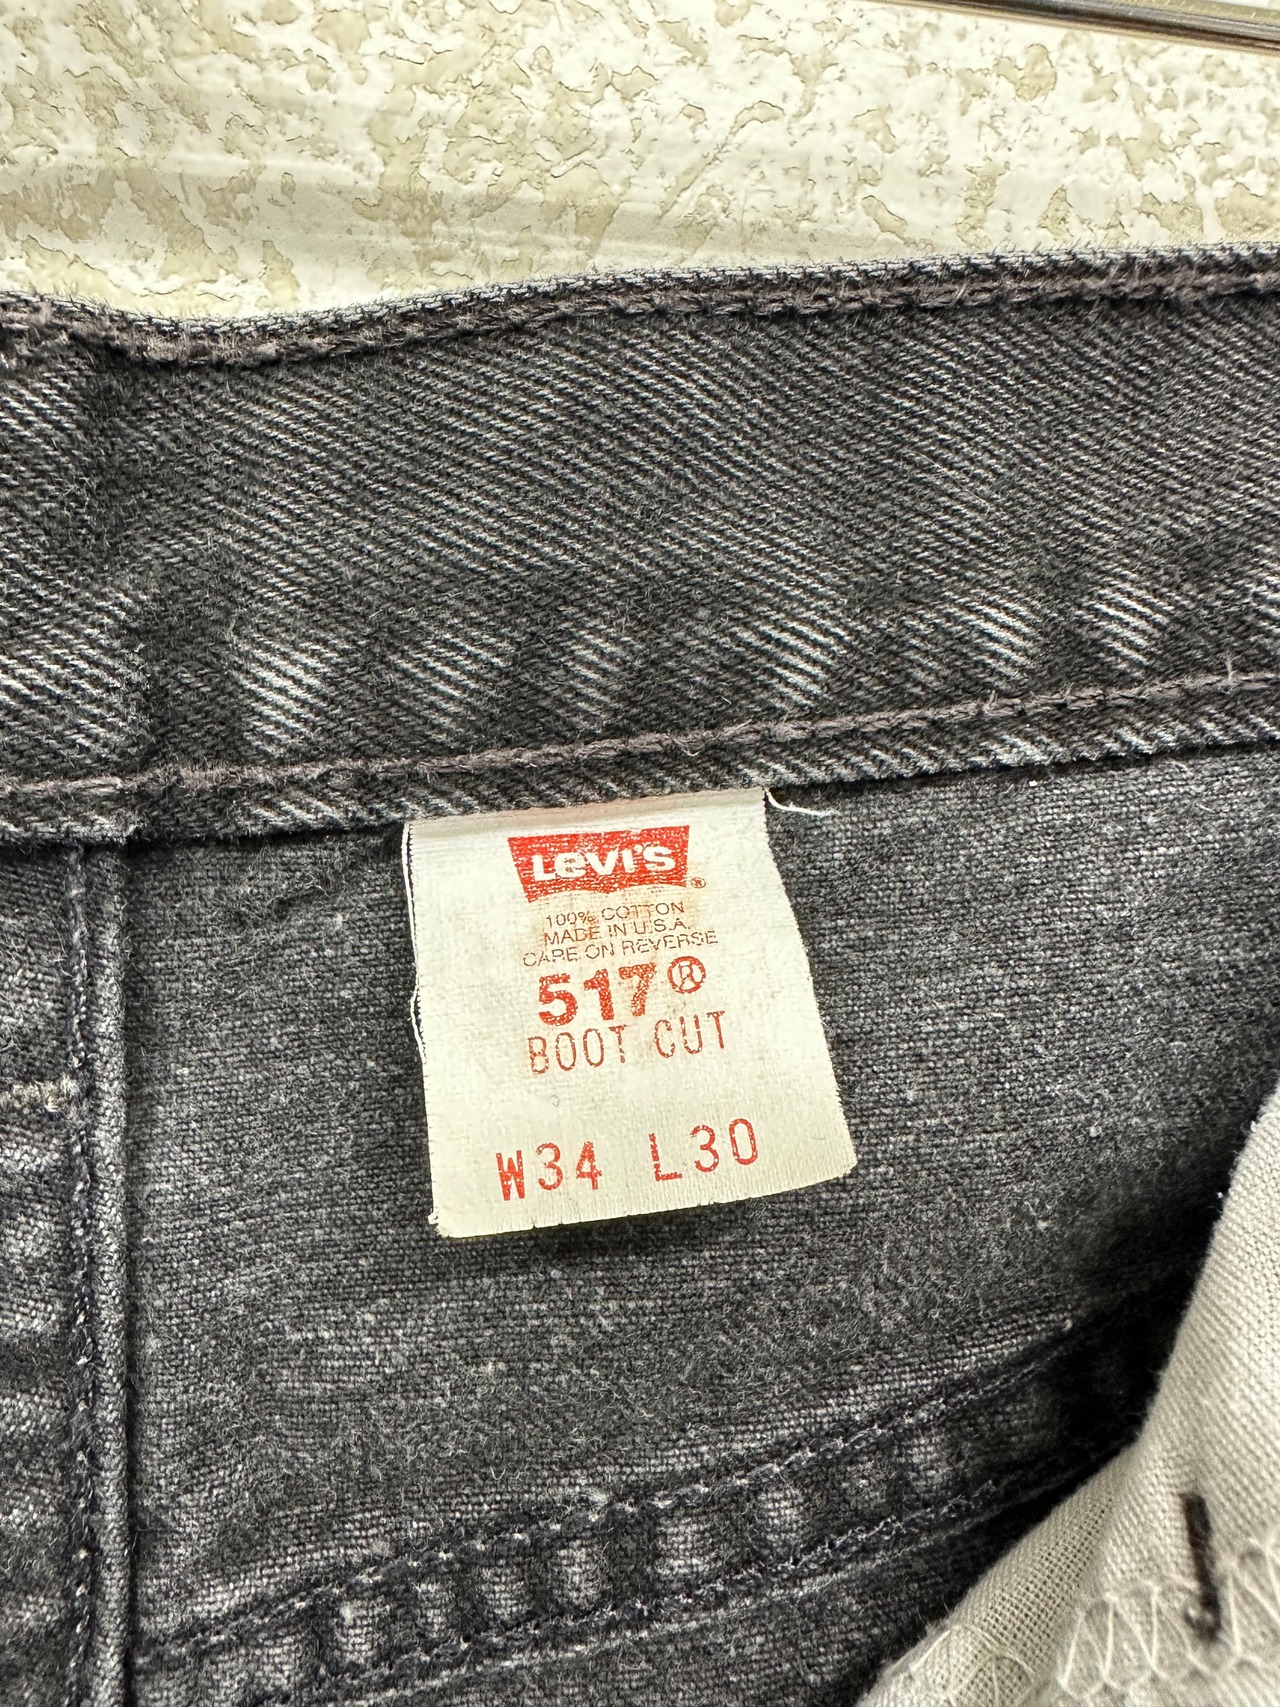 Levi's®
100% COTTON
MADE IN U.S.A.
CARE ON REVERSE
517®
BOOT CUT
W34 L30